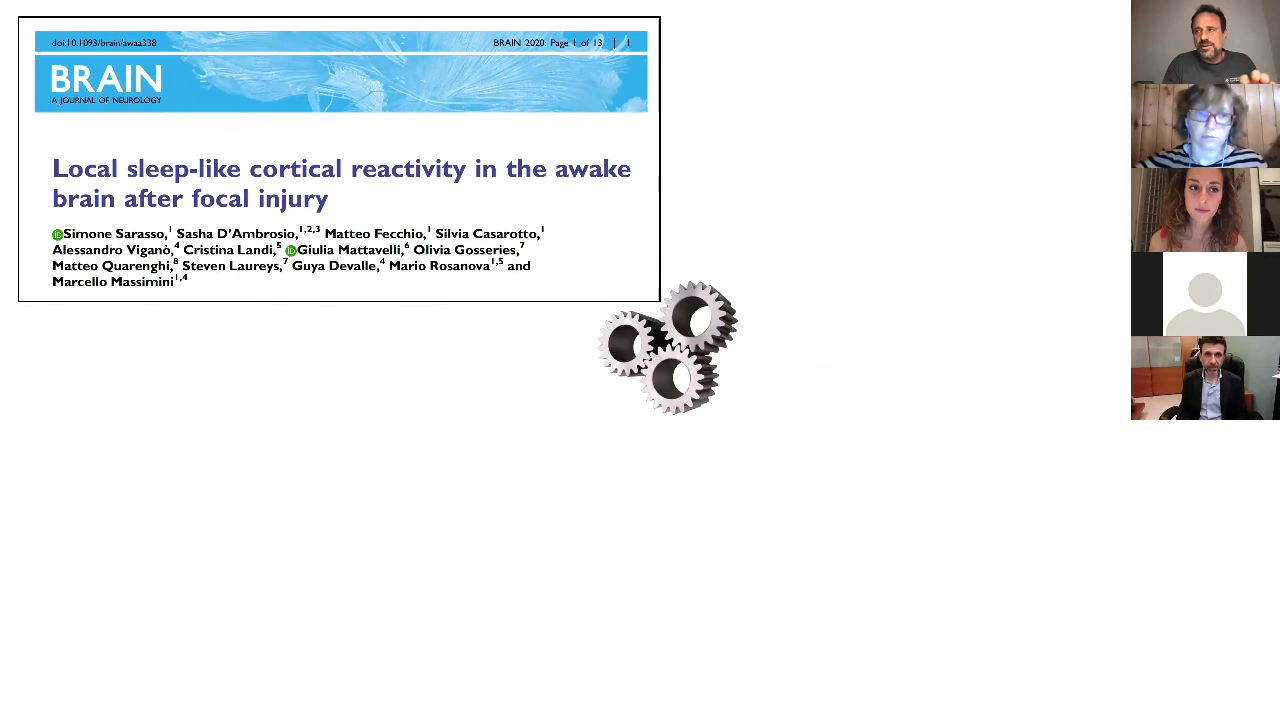 doi:10.1093/brain/awaa338
BRAIN 2020: Page 1 of 13 | 1
BRAIN
A JOURNAL OF NEUROLOGY
Local sleep-like cortical reactivity in the awake
brain after focal injury
Simone Sarasso,1 Sasha D’Ambrosio,1,2,3 Matteo Fecchio,1 Silvia Casarotto,1
Alessandro Viganò,4 Cristina Landi,5 Giulia Mattavelli,6 Olivia Gosseries,7
Matteo Quarenghi,8 Steven Laureys,7 Guya Devalle,4 Mario Rosanova1,5 and
Marcello Massimini1,4